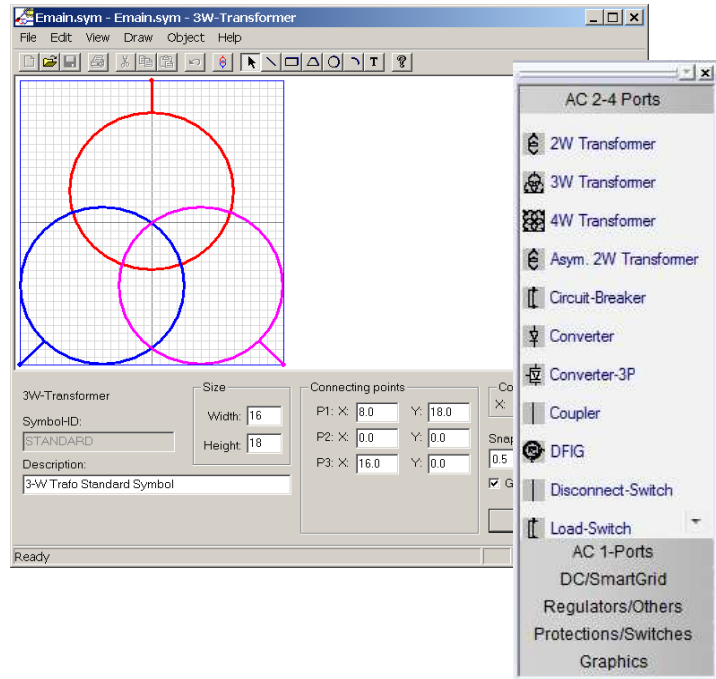 Emain.sym - Emain.sym - 3W-Transformer
File Edit View Draw Object Help
T
3W-Transformer
SymbolHD:
STANDARD
Description:
3-W Trafo Standard Symbol
Size
Width: 16
Height: 18
Connecting points
P1: X: 8.0 Y: 18.0
P2: X: 0.0 Y: 0.0
P3: X: 16.0 Y: 0.0
Co
X:
Snap
0.5
G
Ready
AC 2-4 Ports
2W Transformer
3W Transformer
4W Transformer
Asym. 2W Transformer
Circuit-Breaker
Converter
Converter-3P
Coupler
DFIG
Disconnect-Switch
Load-Switch
AC 1-Ports
DC/SmartGrid
Regulators/Others
Protections/Switches
Graphics